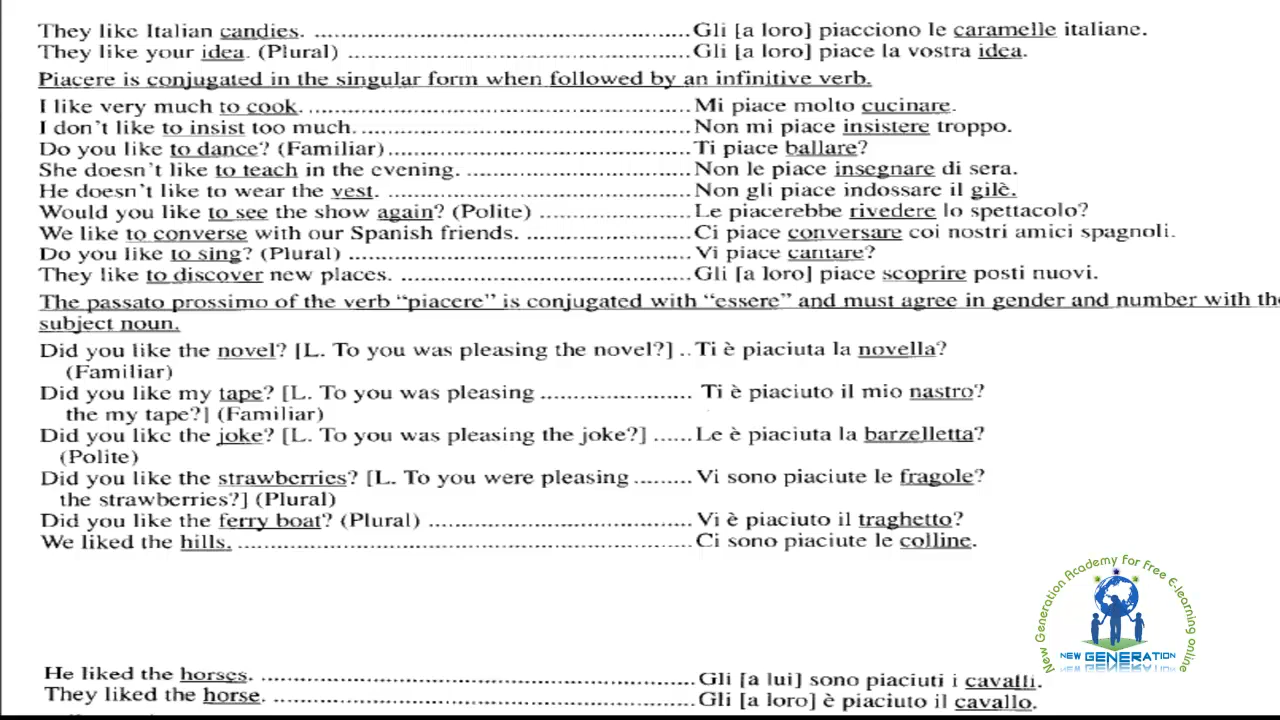 They like Italian candies. ........................................................ Gli [a loro] piacciono le caramelle italiane.
They like your idea. (Plural) ................................................... Gli [a loro] piace la vostra idea.
Piacere is conjugated in the singular form when followed by an infinitive verb.
I like very much to cook. ........................................................ Mi piace molto cucinare.
I don't like to insist too much. ................................................. Non mi piace insistere troppo.
Do you like to dance? (Familiar) ............................................. Ti piace ballare?
She doesn't like to teach in the evening. ................................. Non le piace insegnare di sera.
He doesn't like to wear the vest. ............................................. Non gli piace indossare il gilè.
Would you like to see the show again? (Polite) ...................... Le piacerebbe rivedere lo spettacolo?
We like to converse with our Spanish friends. ........................ Ci piace conversare coi nostri amici spagnoli.
Do you like to sing? (Plural) ................................................... Vi piace cantare?
They like to discover new places. ........................................... Gli [a loro] piace scoprire posti nuovi.
The passato prossimo of the verb "piacere" is conjugated with "essere" and must agree in gender and number with the
subject noun.
Did you like the novel? [L. To you was pleasing the novel?] .. Ti è piaciuta la novella?
(Familiar)
Did you like my tape? [L. To you was pleasing ...................... Ti è piaciuto il mio nastro?
the my tape?] (Familiar)
Did you like the joke? [L. To you was pleasing the joke?] ...... Le è piaciuta la barzelletta?
(Polite)
Did you like the strawberries? [L. To you were pleasing ......... Vi sono piaciute le fragole?
the strawberries?] (Plural)
Did you like the ferry boat? (Plural) ....................................... Vi è piaciuto il traghetto?
We liked the hills. .................................................................... Ci sono piaciute le colline.
New Generation Academy for Free E-learning online
NEW GENERATION
He liked the horses. ................................................................ Gli [a lui] sono piaciuti i cavalli.
They liked the horse. .............................................................. Gli [a loro] è piaciuto il cavallo.